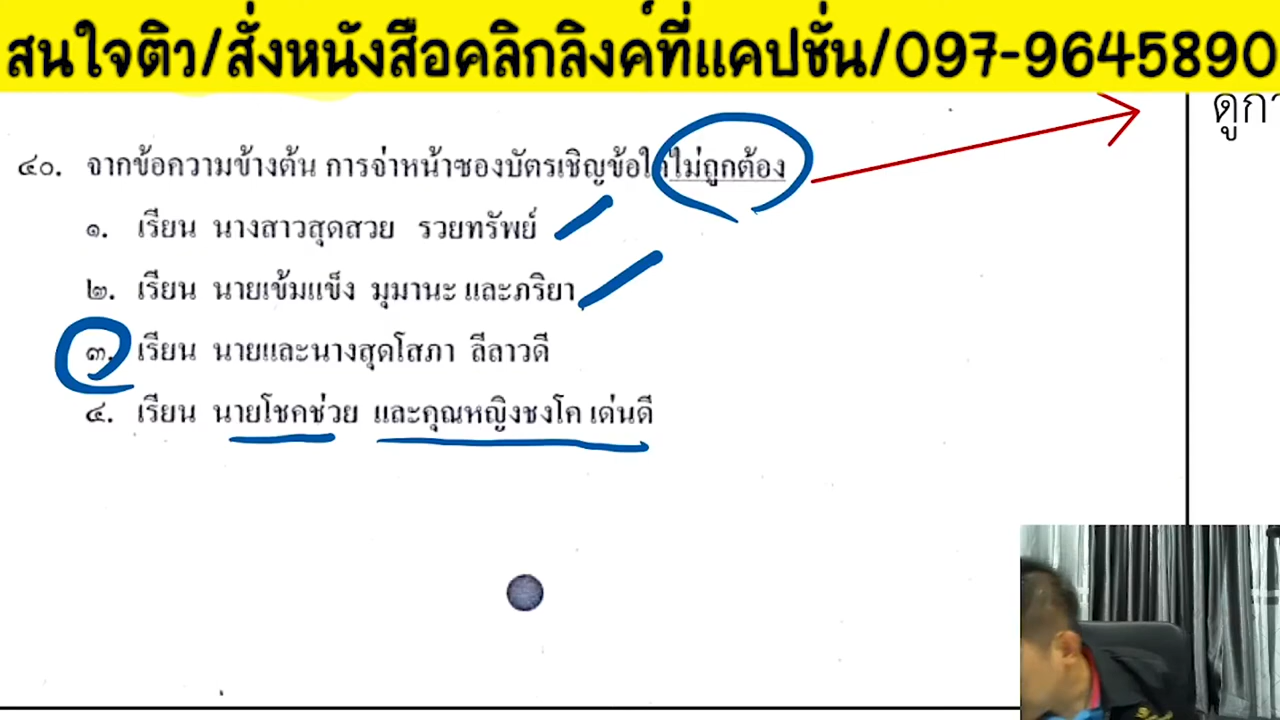 สนใจติว/สั่งหนังสือคลิกลิงค์ที่แคปชั่น/097-9645890
ดูกา
๔๐. จากข้อความข้างต้น การจ่าหน้าซองบัตรเชิญข้อใดไม่ถูกต้อง
๑. เรียน นางสาวสุดสวย รวยทรัพย์
๒. เรียน นายเข้มแข็ง มุมานะ และภริยา
๓. เรียน นายและนางสุดโสภา ลีลาวดี
๔. เรียน นายโชคช่วย และคุณหญิงชงโค เด่นดี